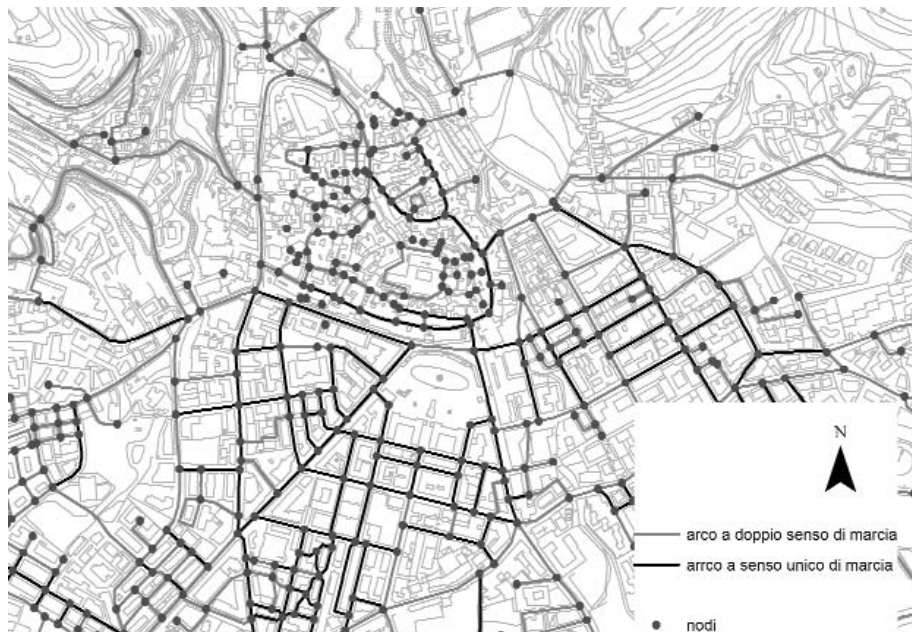 N
arco a doppio senso di marcia
arrco a senso unico di marcia
nodi